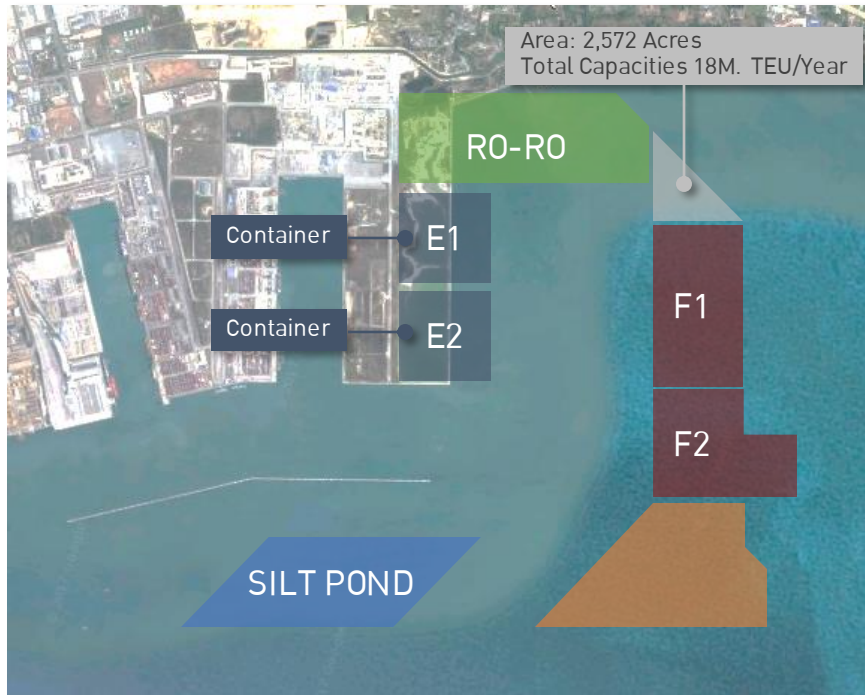 Area: 2,572 Acres
Total Capacities 18M. TEU/Year
RO-RO
Container
E1
F1
Container
E2
F2
SILT POND